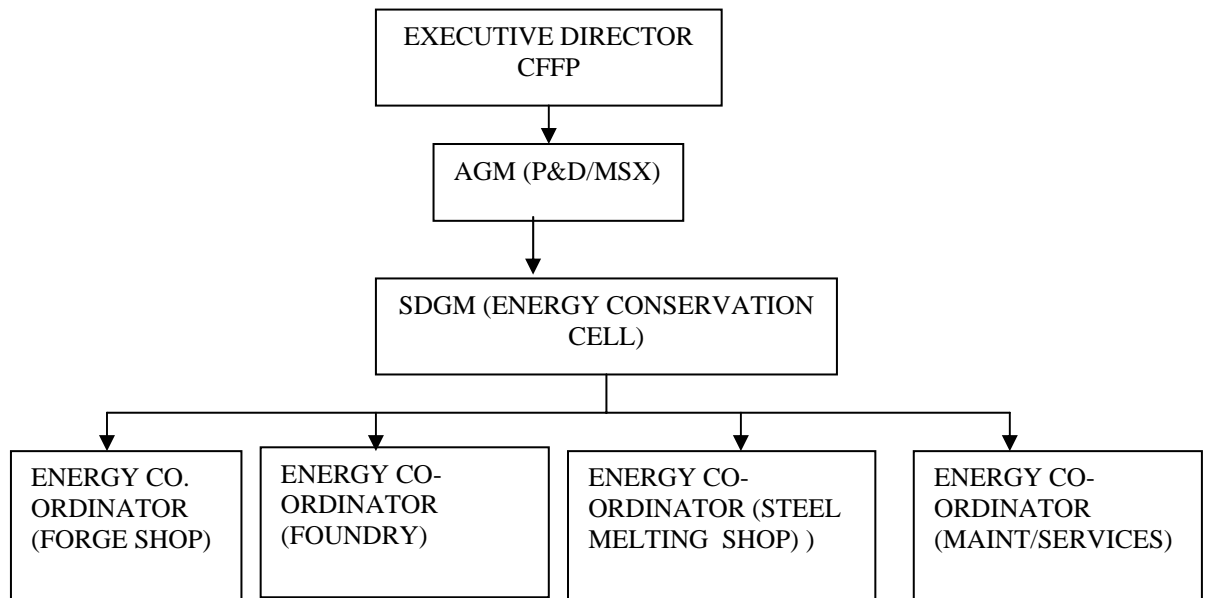 EXECUTIVE DIRECTOR
CFFP
AGM (P&D/MSX)
SDGM (ENERGY CONSERVATION
CELL)
ENERGY CO.
ORDINATOR
(FORGE SHOP)
ENERGY CO-
ORDINATOR
(FOUNDRY)
ENERGY CO-
ORDINATOR (STEEL
MELTING SHOP) )
ENERGY CO-
ORDINATOR
(MAINT/SERVICES)